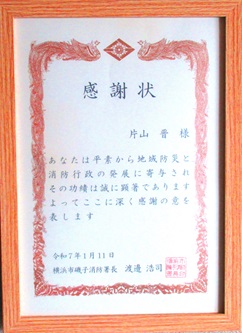 感謝状
片山 晋 様
あなたは平素から地域防災と
消防行政の発展に寄与され
その功績は誠に顕著であります
よってここに深く感謝の意を
表します
令和7年1月11日
横浜市磯子消防署長 渡邊浩司